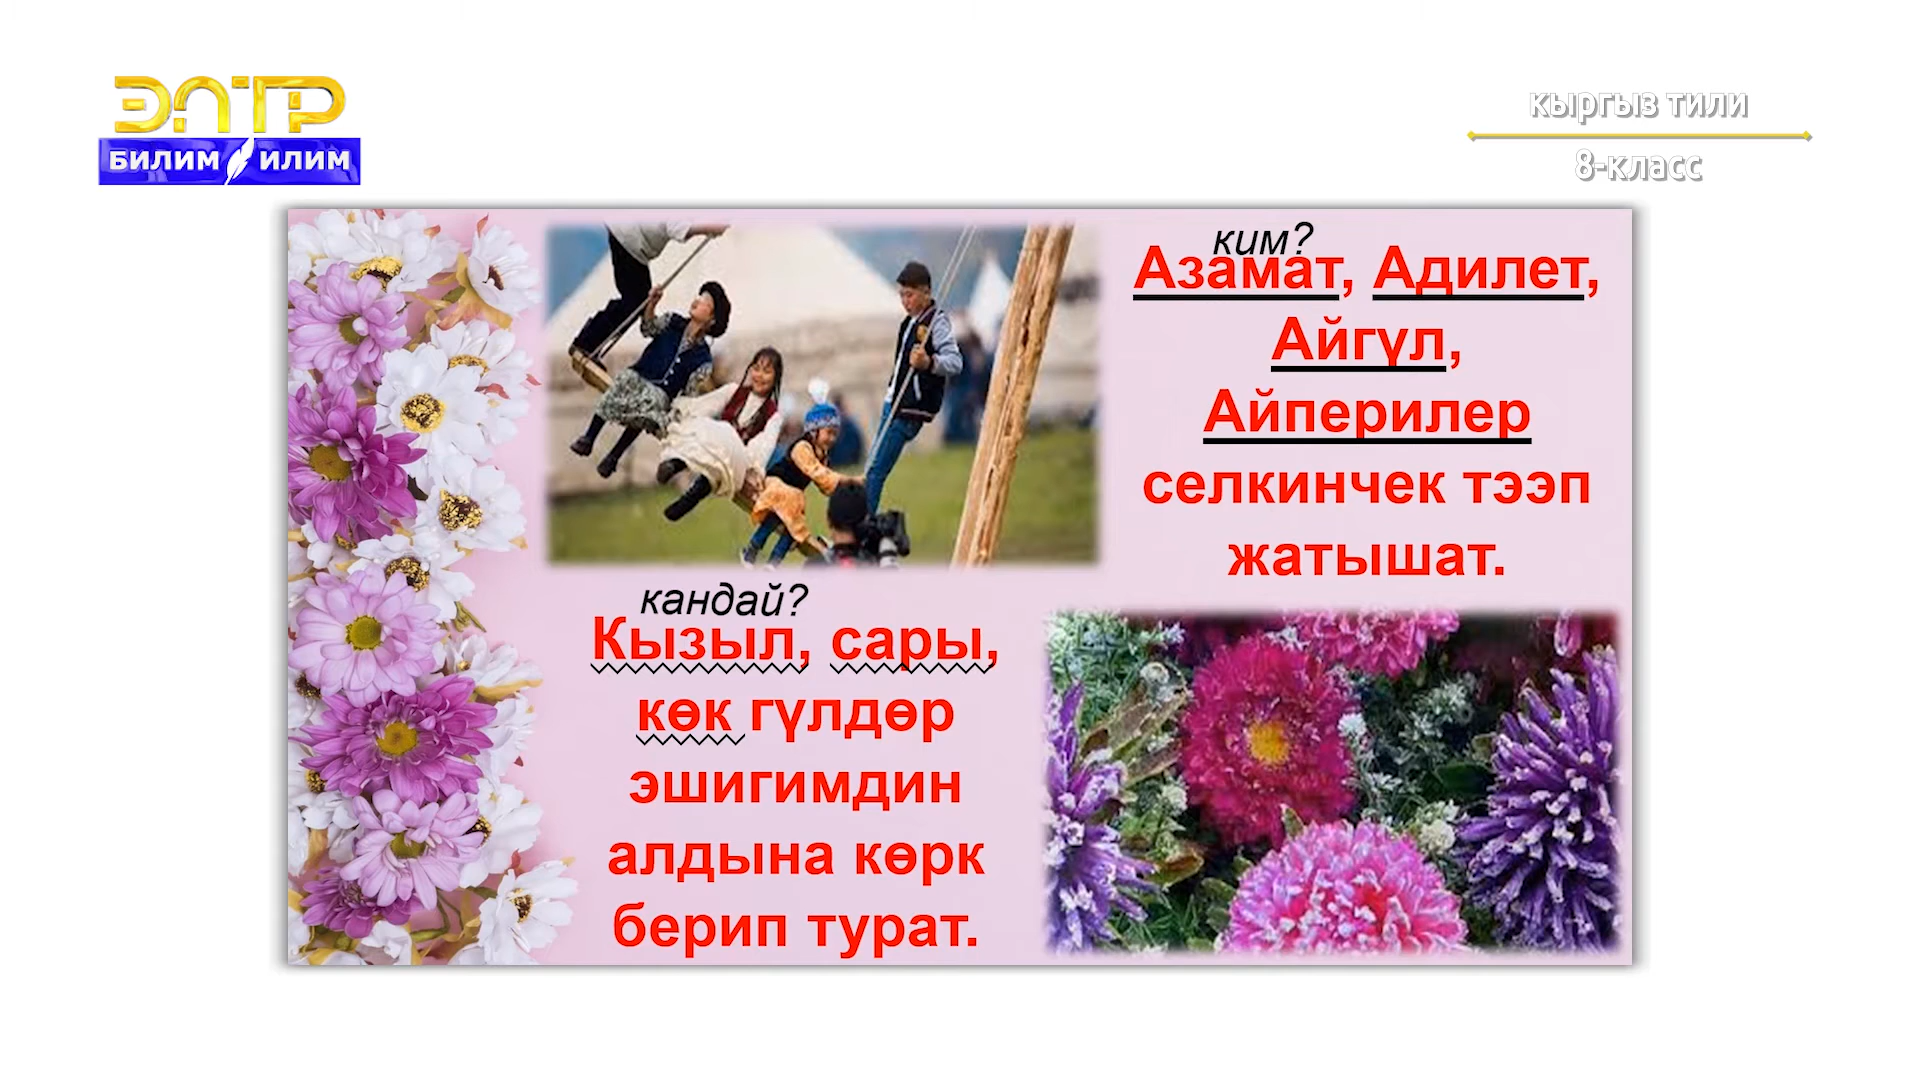 ЭЛТР
БИЛИМ ИЛИМ
кыргыз тили
8-класс
ким?
Азамат, Адилет,
Айгүл,
Айперилер
селкинчек тээп
жатышат.
кандай?
Кызыл, сары,
көк гүлдөр
эшигимдин
алдына көрк
берип турат.